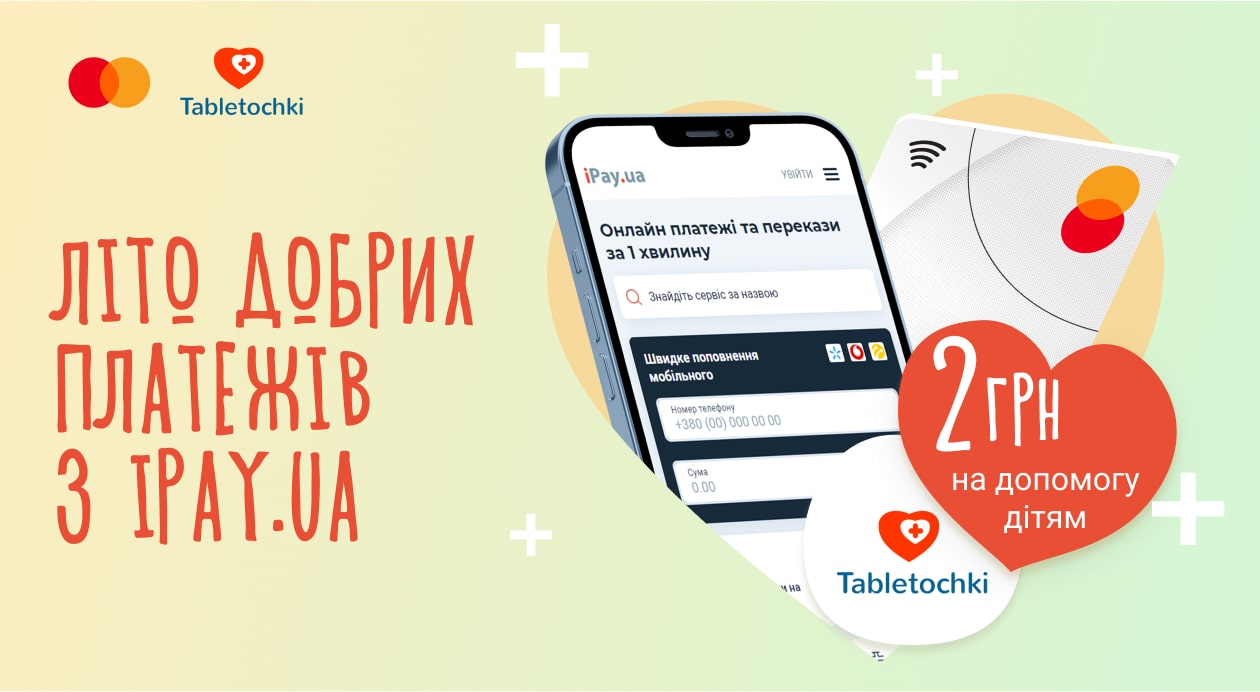 Tabletochki
ЛІТО ДОБРИХ
ПЛАТЕЖІВ
З IPAY.UA
iPay.ua
УВІЙТИ
Онлайн платежі та перекази
за 1 хвилину
Знайдіть сервіс за назвою
Швидке поповнення
мобільного
Номер телефону
+380 (00) 000 00 00
Сума
0.00
2 ГРН
на допомогу
дітям
Tabletochki